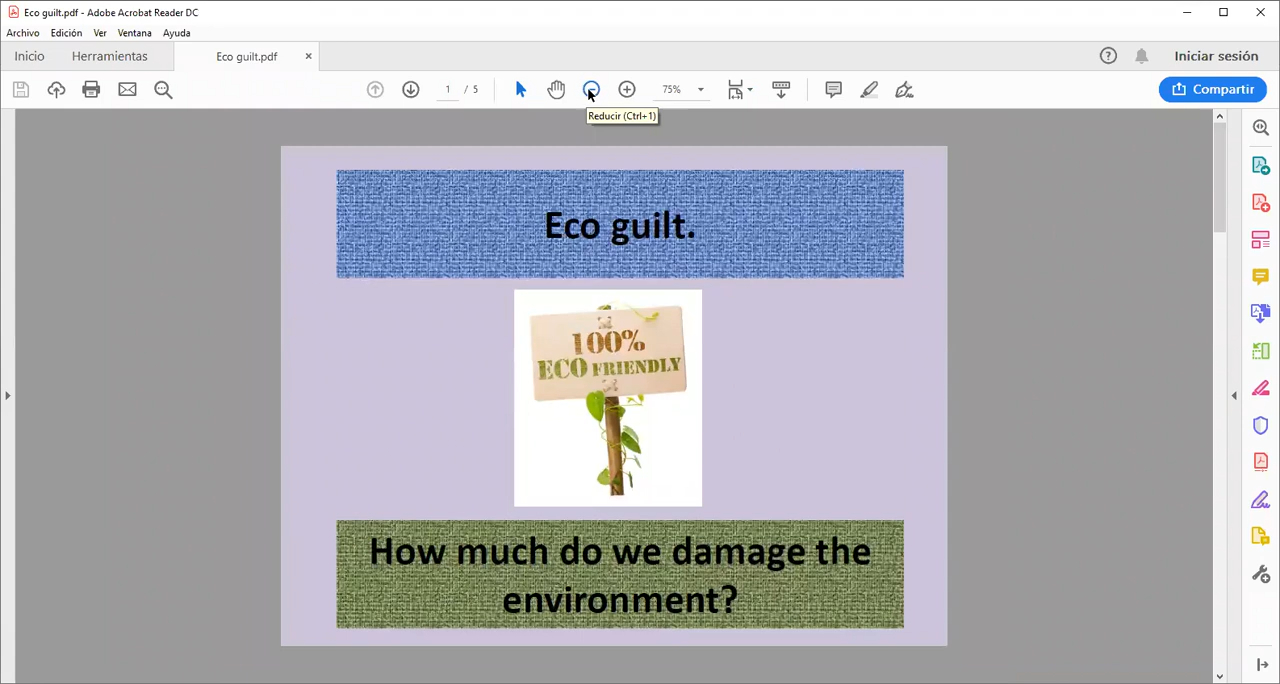 Eco guilt.pdf - Adobe Acrobat Reader DC
Archivo Edición Ver Ventana Ayuda
Inicio Herramientas Eco guilt.pdf Iniciar sesión
1 / 5 75% Compartir
Reducir (Ctrl+1)
Eco guilt.
100%
ECO FRIENDLY
How much do we damage the
environment?